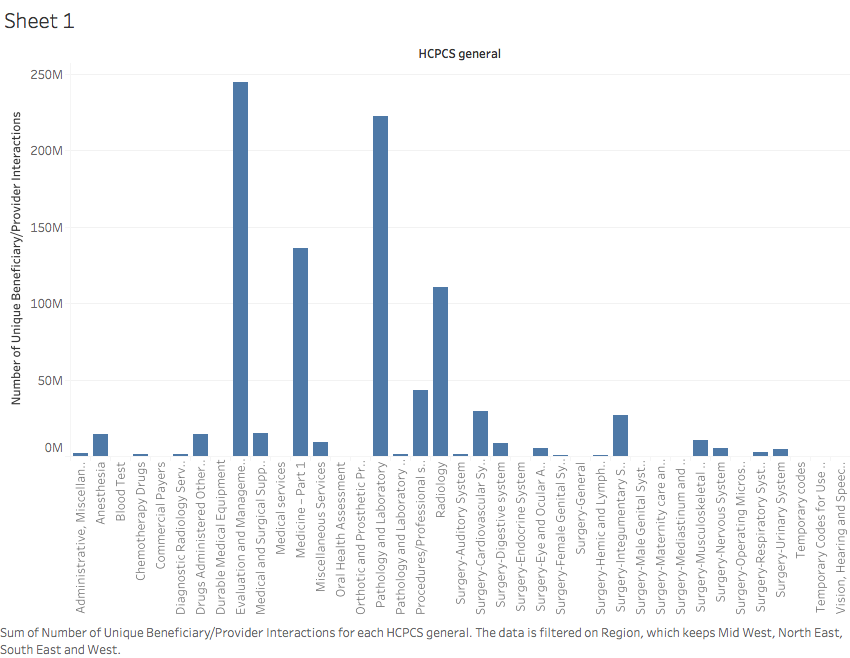 Sheet 1
HCPCS general
Number of Unique Beneficiary/Provider Interactions
250M
200M
150M
100M
50M
0M
Administrative, Miscellan..
Anesthesia
Blood Test
Chemotherapy Drugs
Commercial Payers
Diagnostic Radiology Serv..
Drugs Administered Other..
Durable Medical Equipment
Evaluation and Manageme..
Medical and Surgical Supp..
Medical services
Medicine – Part 1
Miscellaneous Services
Oral Health Assessment
Orthotic and Prosthetic Pr..
Pathology and Laboratory
Pathology and Laboratory ..
Procedures/Professional s..
Radiology
Surgery-Auditory System
Surgery-Cardiovascular Sy..
Surgery-Digestive system
Surgery-Endocrine System
Surgery-Eye and Ocular A..
Surgery-Female Genital Sy..
Surgery-General
Surgery-Hemic and Lymph..
Surgery-Integumentary S..
Surgery-Male Genital Syst..
Surgery-Maternity care an..
Surgery-Mediastinum and ..
Surgery-Musculoskeletal ..
Surgery-Nervous System
Surgery-Operating Micros..
Surgery-Respiratory Syst..
Surgery-Urinary System
Temporary codes
Temporary Codes for Use ..
Vision, Hearing and Speec..
Sum of Number of Unique Beneficiary/Provider Interactions for each HCPCS general. The data is filtered on Region, which keeps Mid West, North East,
South East and West.